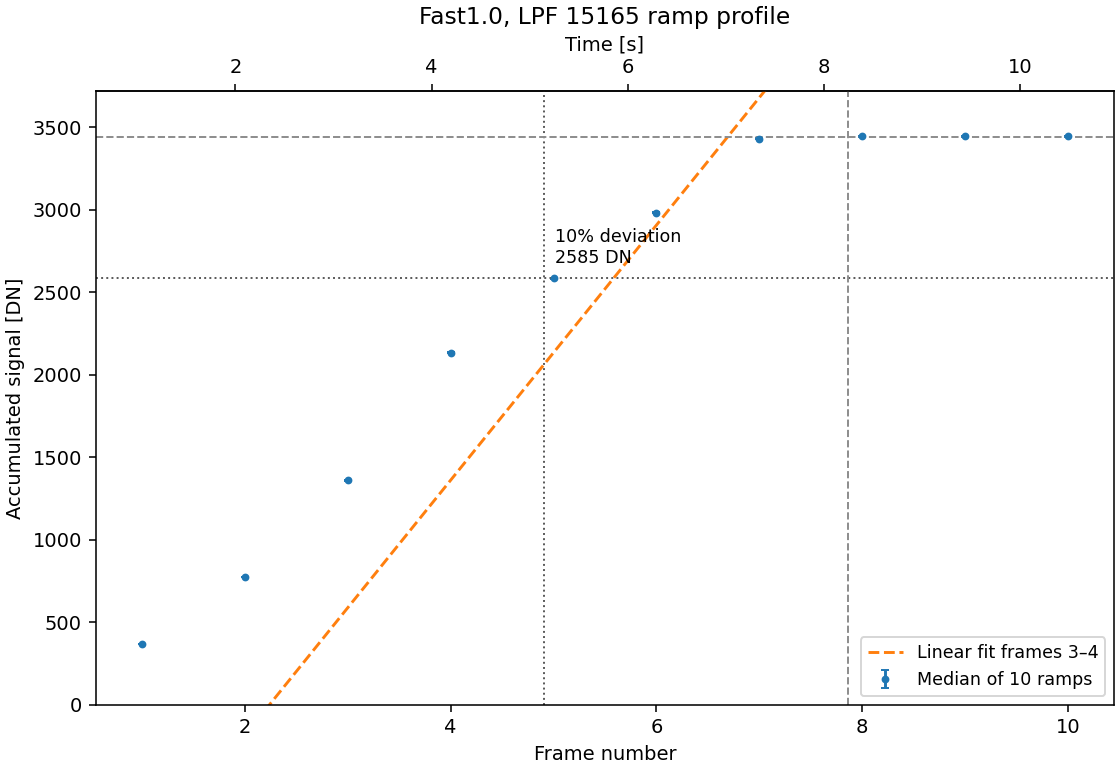 Fast1.0, LPF 15165 ramp profile
Time [s]
2 4 6 8 10
3500
3000
2500
2000
1500
1000
500
0
Accumulated signal [DN]
10% deviation
2585 DN
Linear fit frames 3–4
Median of 10 ramps
2 4 6 8 10
Frame number